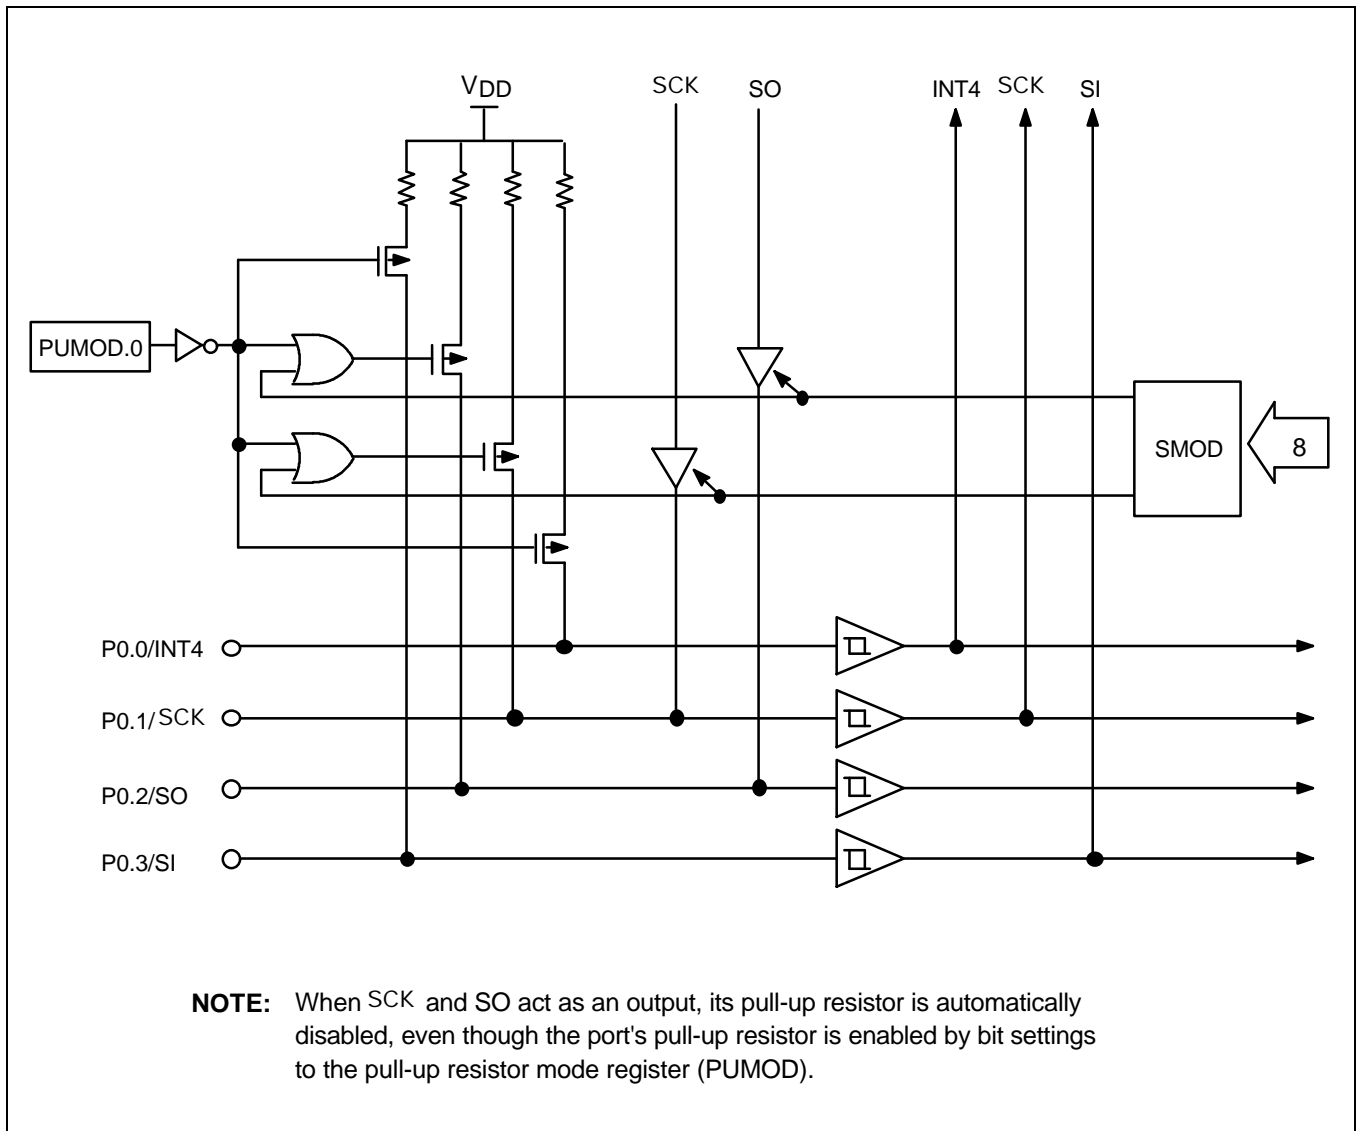 VDD SCK SO INT4 SCK SI
PUMOD.0
SMOD
8
P0.0/INT4
P0.1/SCK
P0.2/SO
P0.3/SI
NOTE: When SCK and SO act as an output, its pull-up resistor is automatically
disabled, even though the port's pull-up resistor is enabled by bit settings
to the pull-up resistor mode register (PUMOD).